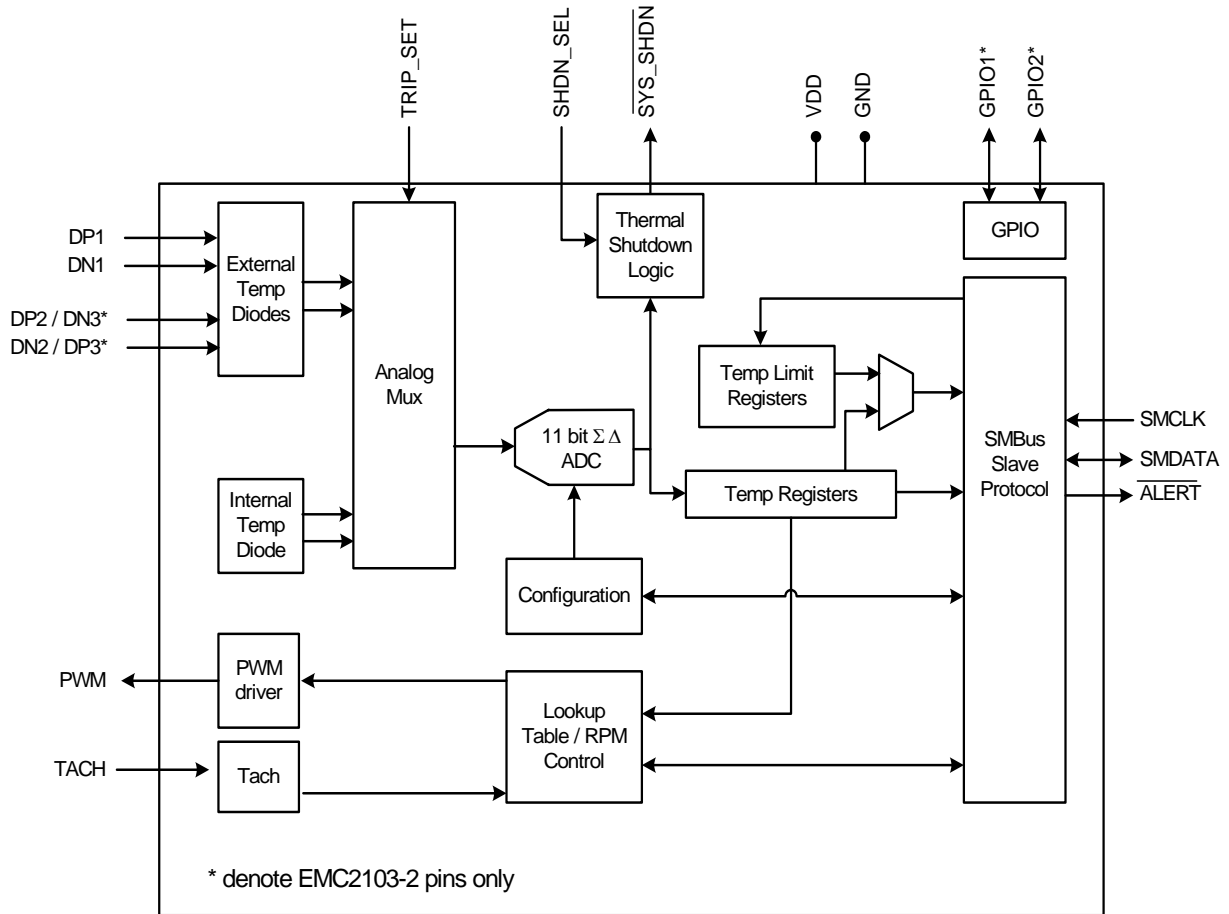 TRIP_SET
SHDN_SEL
SYS_SHDN
VDD
GND
GPIO1*
GPIO2*
DP1
DN1
DP2 / DN3*
DN2 / DP3*
External
Temp
Diodes
Analog
Mux
Thermal
Shutdown
Logic
GPIO
Temp Limit
Registers
11 bit Σ Δ
ADC
Temp Registers
SMBus
Slave
Protocol
SMCLK
SMDATA
ALERT
Internal
Temp
Diode
Configuration
PWM
PWM
driver
Lookup
Table / RPM
Control
TACH
Tach
* denote EMC2103-2 pins only